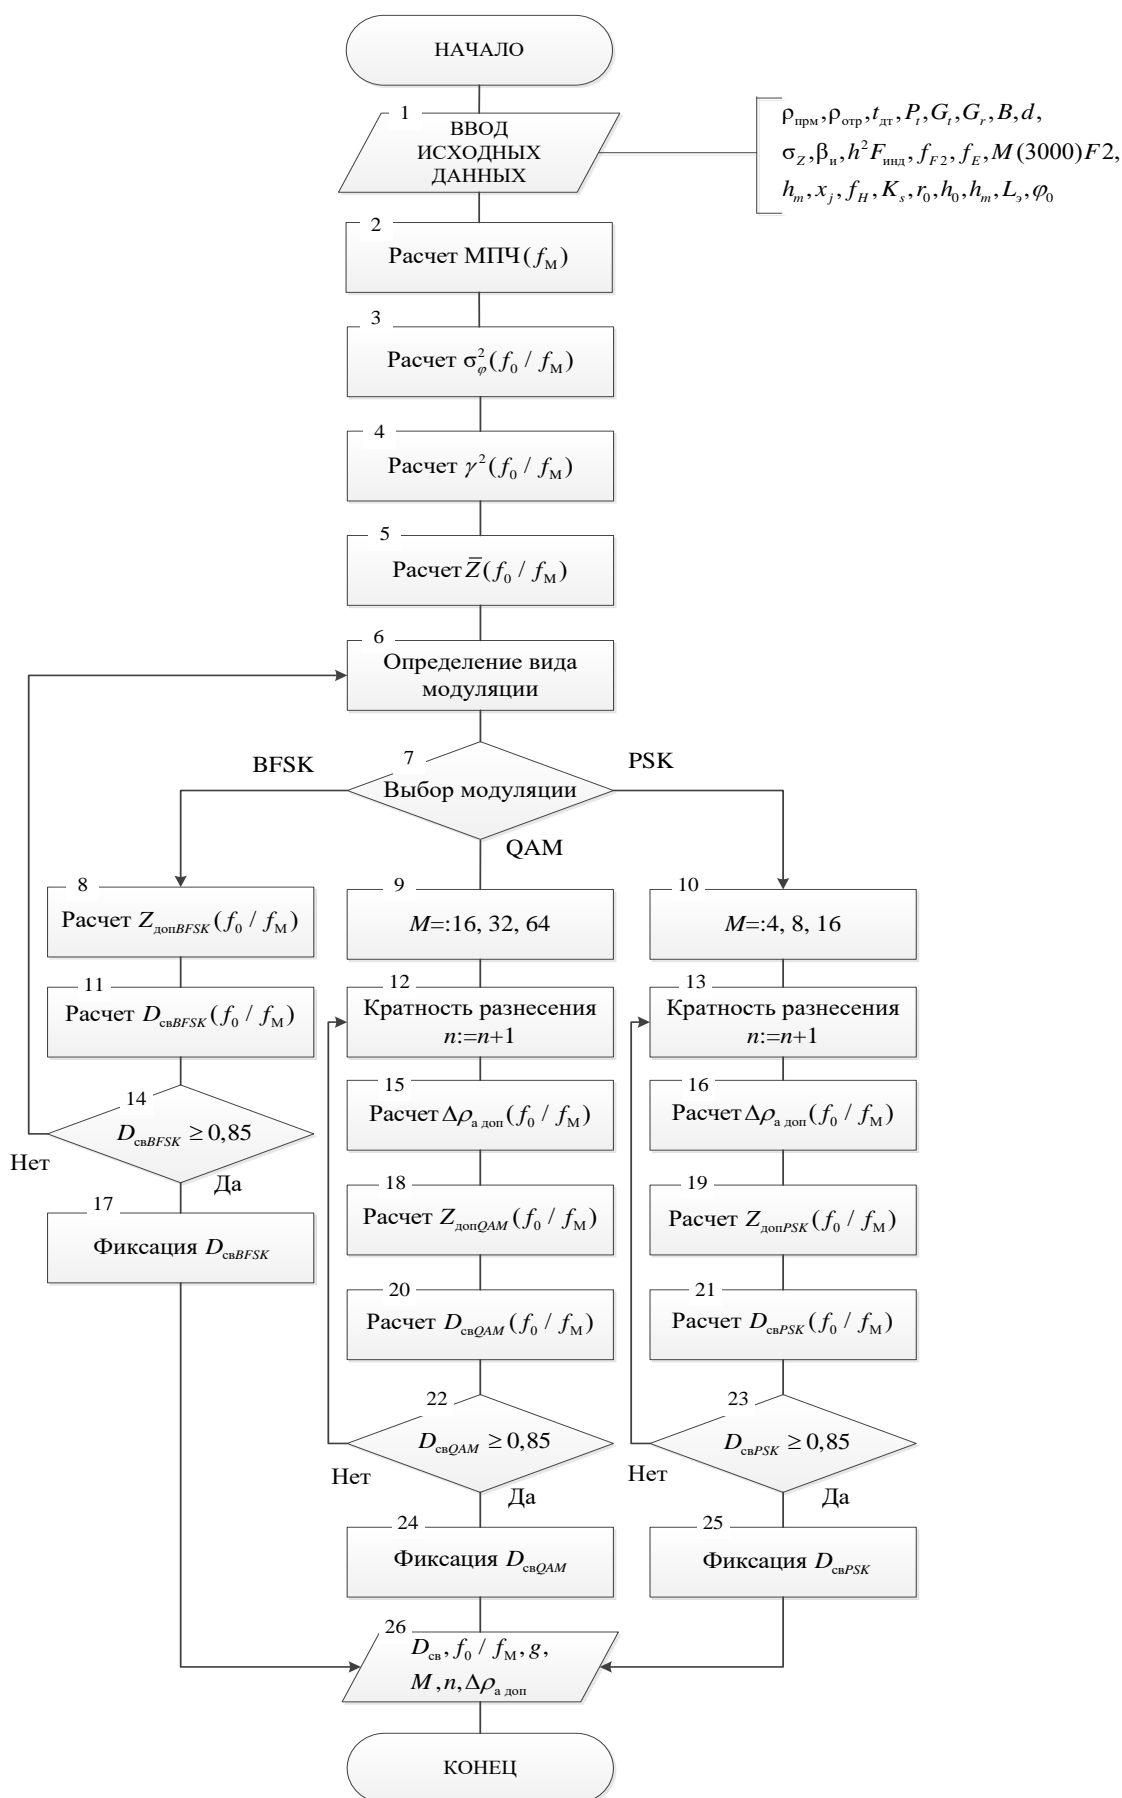 НАЧАЛО
1
ВВОД
ИСХОДНЫХ
ДАННЫХ
ρ_прм, ρ_отр, t_дт, P_t, G_t, G_r, B, d,
σ_Z, β_и, h²F_инд, f_F2, f_E, M(3000)F2,
h_m, x_j, f_H, K_s, r_0, h_0, h_m, L_э, φ_0
2
Расчет МПЧ(f_М)
3
Расчет σ²_φ(f_0 / f_М)
4
Расчет γ²(f_0 / f_М)
5
Расчет Z̅(f_0 / f_М)
6
Определение вида
модуляции
7
Выбор модуляции
BFSK
PSK
QAM
8
Расчет Z_допBFSK(f_0 / f_М)
9
M=:16, 32, 64
10
M=:4, 8, 16
11
Расчет D_свBFSK(f_0 / f_М)
12
Кратность разнесения
n:=n+1
13
Кратность разнесения
n:=n+1
14
D_свBFSK ≥ 0,85
Нет
Да
15
Расчет Δρ_а доп(f_0 / f_М)
16
Расчет Δρ_а доп(f_0 / f_М)
17
Фиксация D_свBFSK
18
Расчет Z_допQAM(f_0 / f_М)
19
Расчет Z_допPSK(f_0 / f_М)
20
Расчет D_свQAM(f_0 / f_М)
21
Расчет D_свPSK(f_0 / f_М)
22
D_свQAM ≥ 0,85
Нет
Да
23
D_свPSK ≥ 0,85
Нет
Да
24
Фиксация D_свQAM
25
Фиксация D_свPSK
26
D_св, f_0 / f_М, g,
M, n, Δρ_а доп
КОНЕЦ